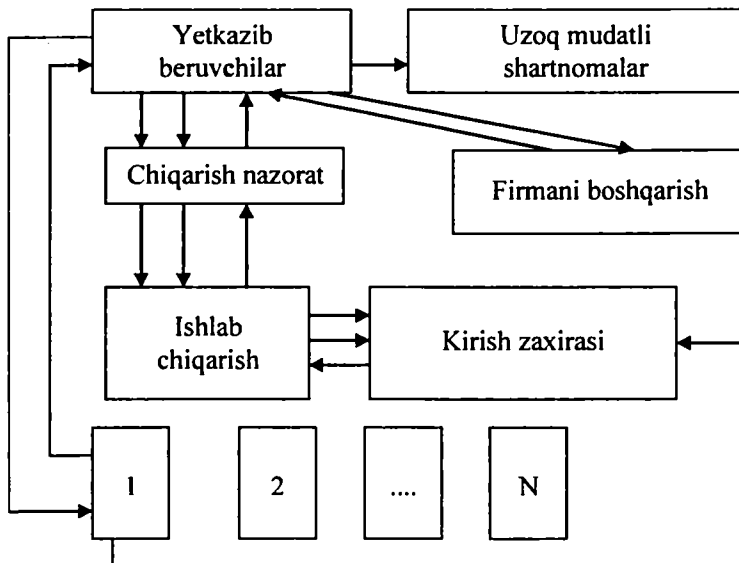 Yetkazib
beruvchilar
Uzoq mudatli
shartnomalar
Chiqarish nazorat
Firmani boshqarish
Ishlab
chiqarish
Kirish zaxirasi
1
2
....
N